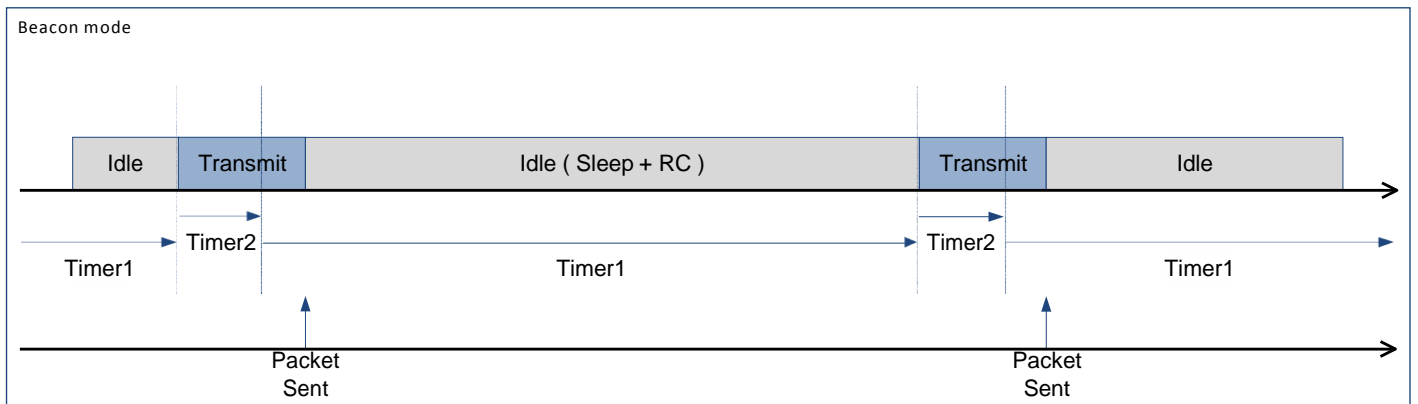 Beacon mode
Idle
Transmit
Idle ( Sleep + RC )
Transmit
Idle
Timer2
Timer2
Timer1
Timer1
Timer1
Packet
Sent
Packet
Sent